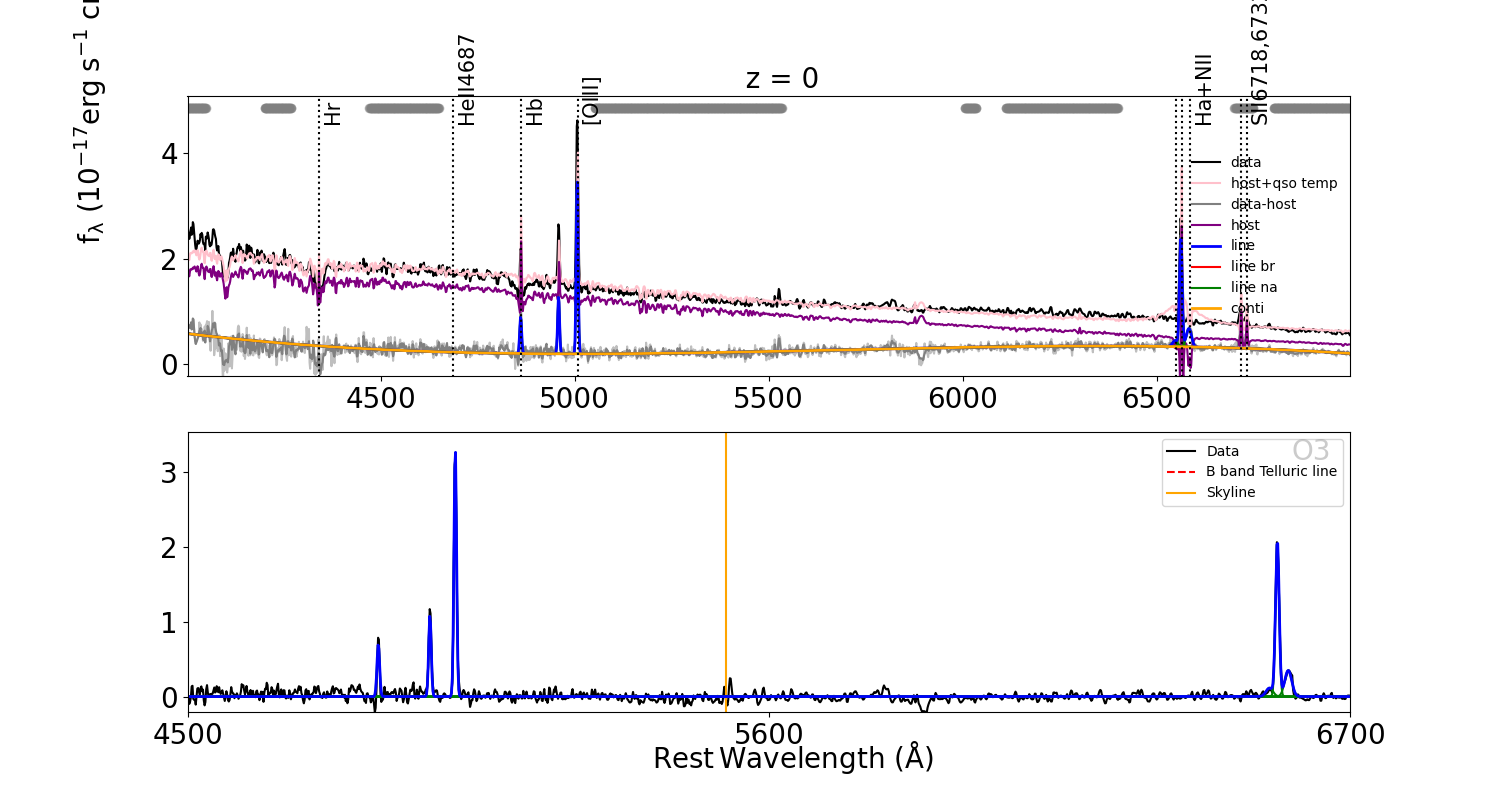 z = 0
fλ (10−17erg s−1 c
Hr
HeII4687
Hb
[OIII]
Ha+NII
SII6718,673
data
host+qso temp
data-host
host
line
line br
line na
conti
4
2
0
4500 5000 5500 6000 6500
O3
Data
B band Telluric line
Skyline
3
2
1
0
4500 5600 6700
Rest Wavelength (Å)